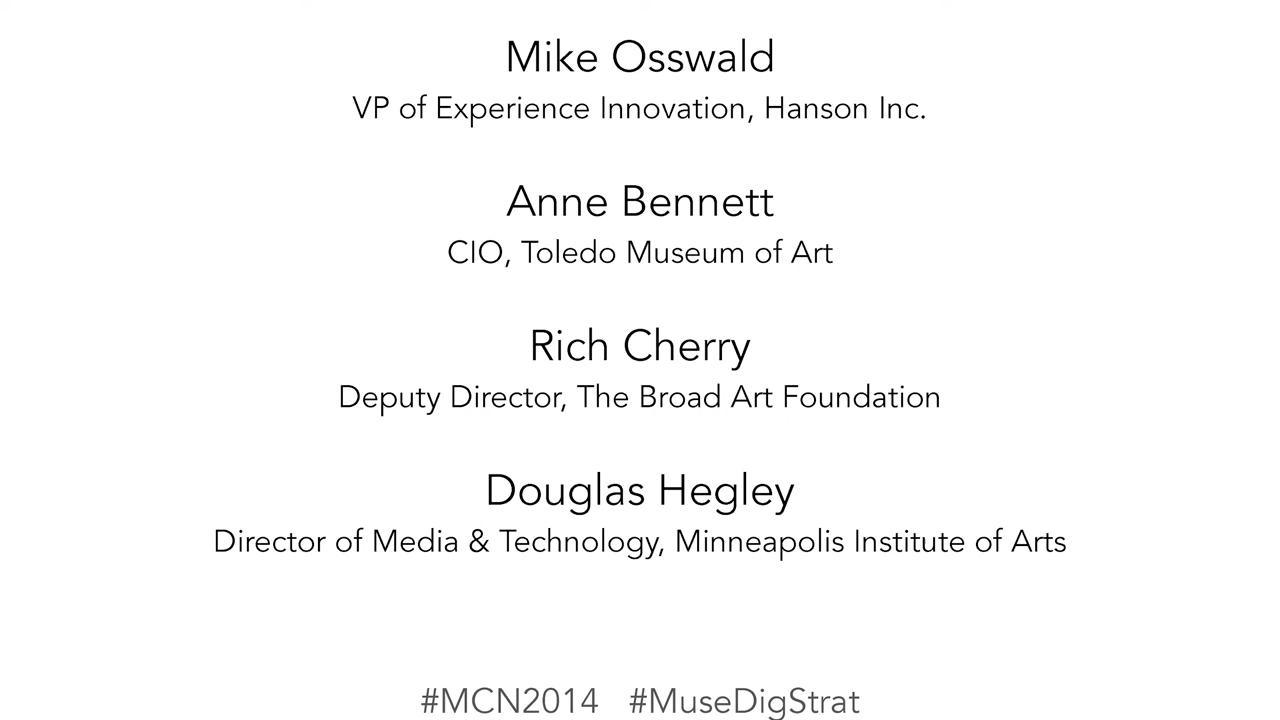 Mike Osswald
VP of Experience Innovation, Hanson Inc.
Anne Bennett
CIO, Toledo Museum of Art
Rich Cherry
Deputy Director, The Broad Art Foundation
Douglas Hegley
Director of Media & Technology, Minneapolis Institute of Arts
#MCN2014 #MuseDigStrat